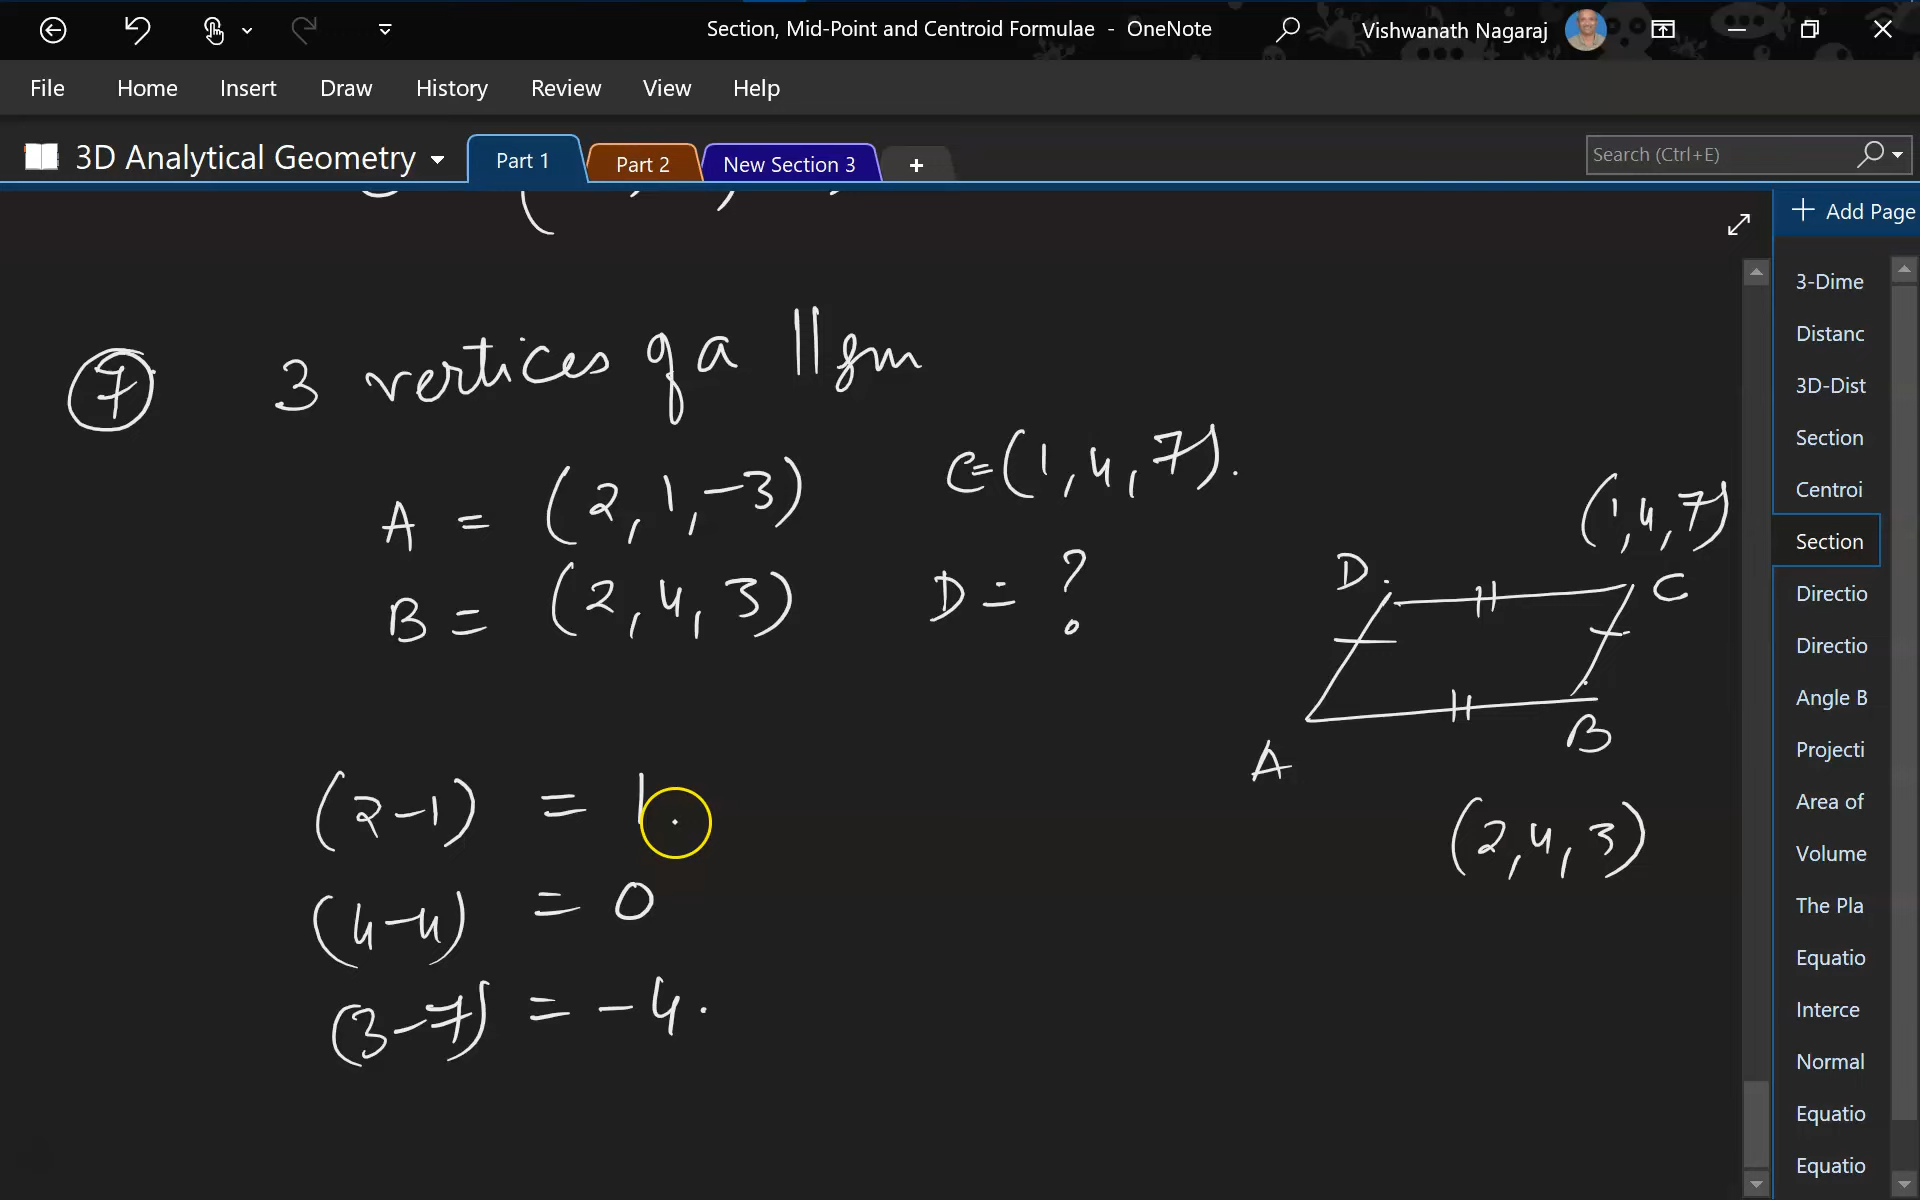 Section, Mid-Point and Centroid Formulae - OneNote
Vishwanath Nagaraj
File Home Insert Draw History Review View Help
3D Analytical Geometry
Part 1
Part 2
New Section 3
+
Search (Ctrl+E)
+ Add Page
3-Dime
Distanc
3D-Dist
Section
Centroi
Section
Directio
Directio
Angle B
Projecti
Area of
Volume
The Pla
Equatio
Interce
Normal
Equatio
Equatio
7 3 vertices of a ||gm
A = (2, 1, -3) C = (1, 4, 7).
B = (2, 4, 3) D = ?
(1, 4, 7)
D C
A B
(2, 4, 3)
(2-1) = 1
(4-4) = 0
(3-7) = -4.